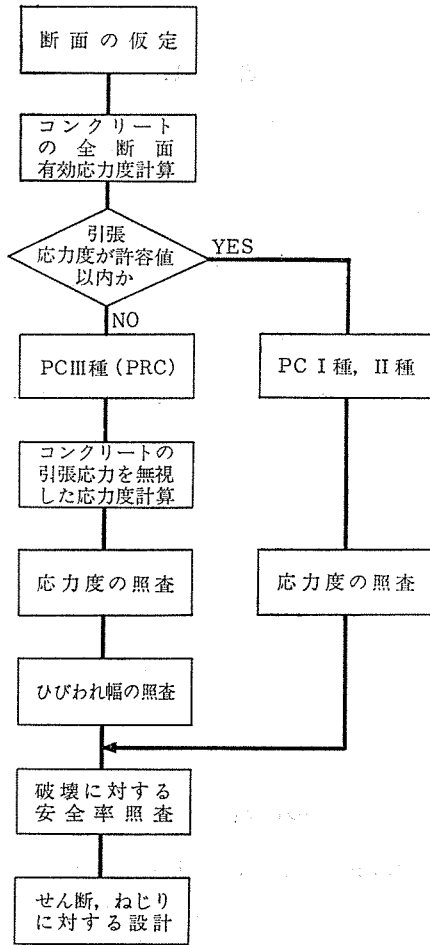 断面の仮定
コンクリート
の全断面
有効応力度計算
引張
応力度が許容値
以内か
YES
NO
PCⅢ種(PRC)
PCⅠ種,Ⅱ種
コンクリートの
引張応力を無視
した応力度計算
応力度の照査
応力度の照査
ひびわれ幅の照査
破壊に対する
安全率照査
せん断,ねじり
に対する設計